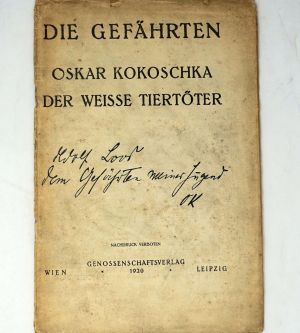 DIE GEFÄHRTEN
OSKAR KOKOSCHKA
DER WEISSE TIERTÖTER
Adolf Loos
dem Gefährten meiner Jugend
OK
NACHDRUCK VERBOTEN
GENOSSENSCHAFTSVERLAG
WIEN • 1920 • LEIPZIG